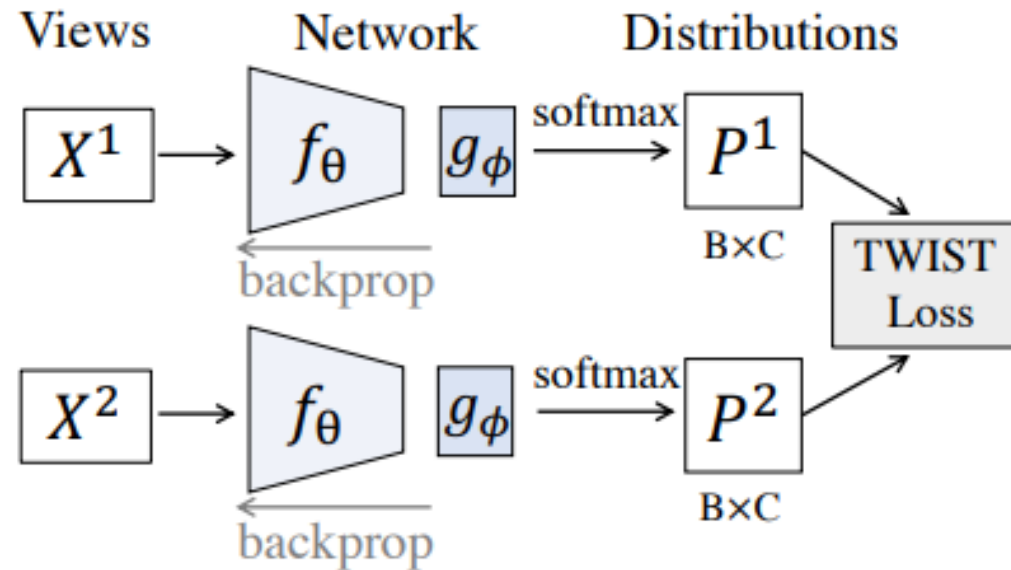 Views Network Distributions
X¹ f_θ g_ϕ softmax P¹
B×C
backprop
TWIST
Loss
X² f_θ g_ϕ softmax P²
B×C
backprop